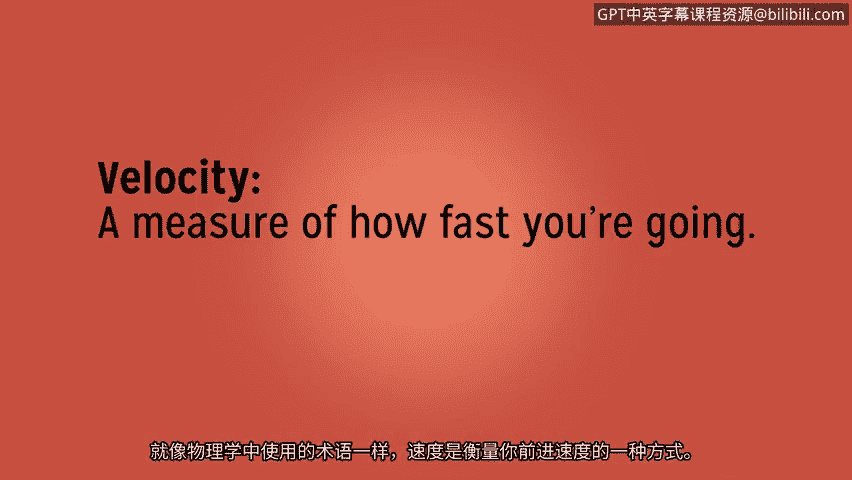 GPT中英字幕课程资源@bilibili.com
Velocity:
A measure of how fast you’re going.
就像物理学中使用的术语一样，速度是衡量你前进速度的一种方式。